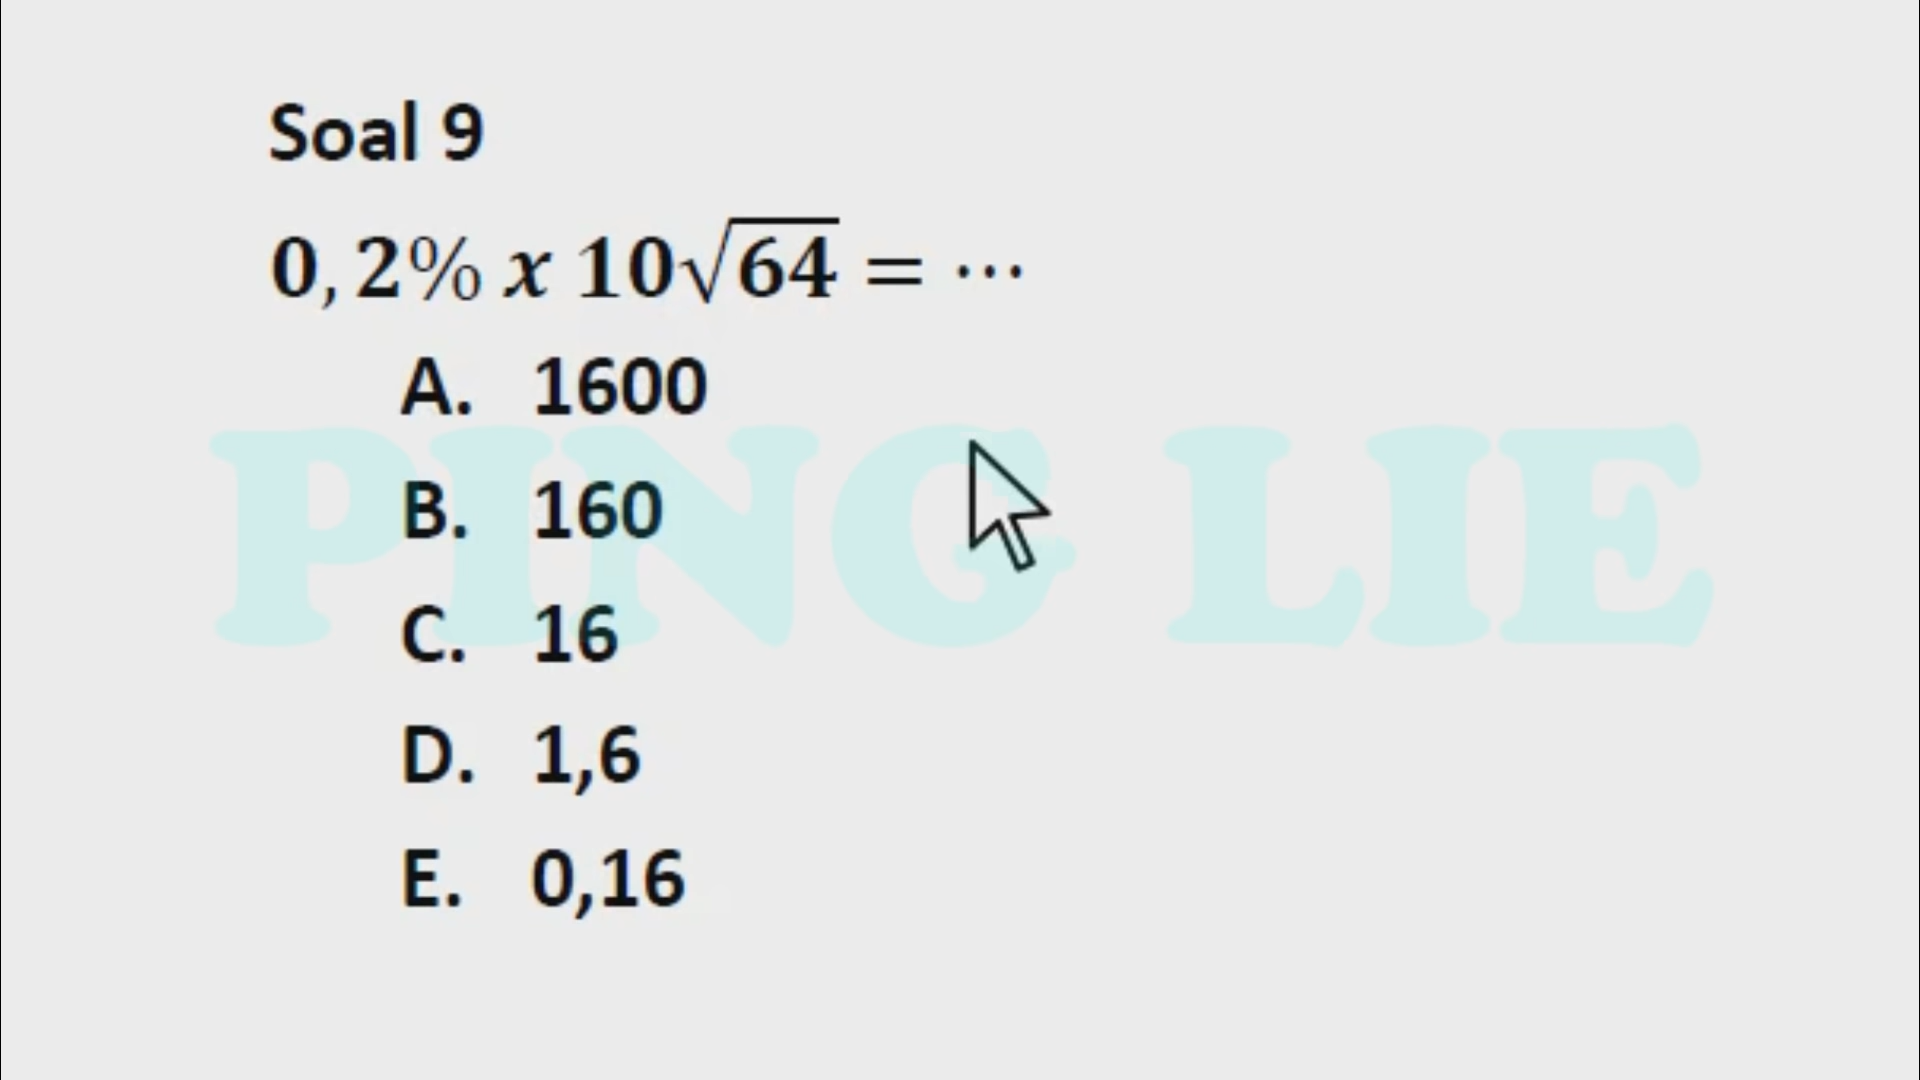 Soal 9
0,2% x 10√64 = ⋯
A. 1600
B. 160
C. 16
D. 1,6
E. 0,16
PING LIE